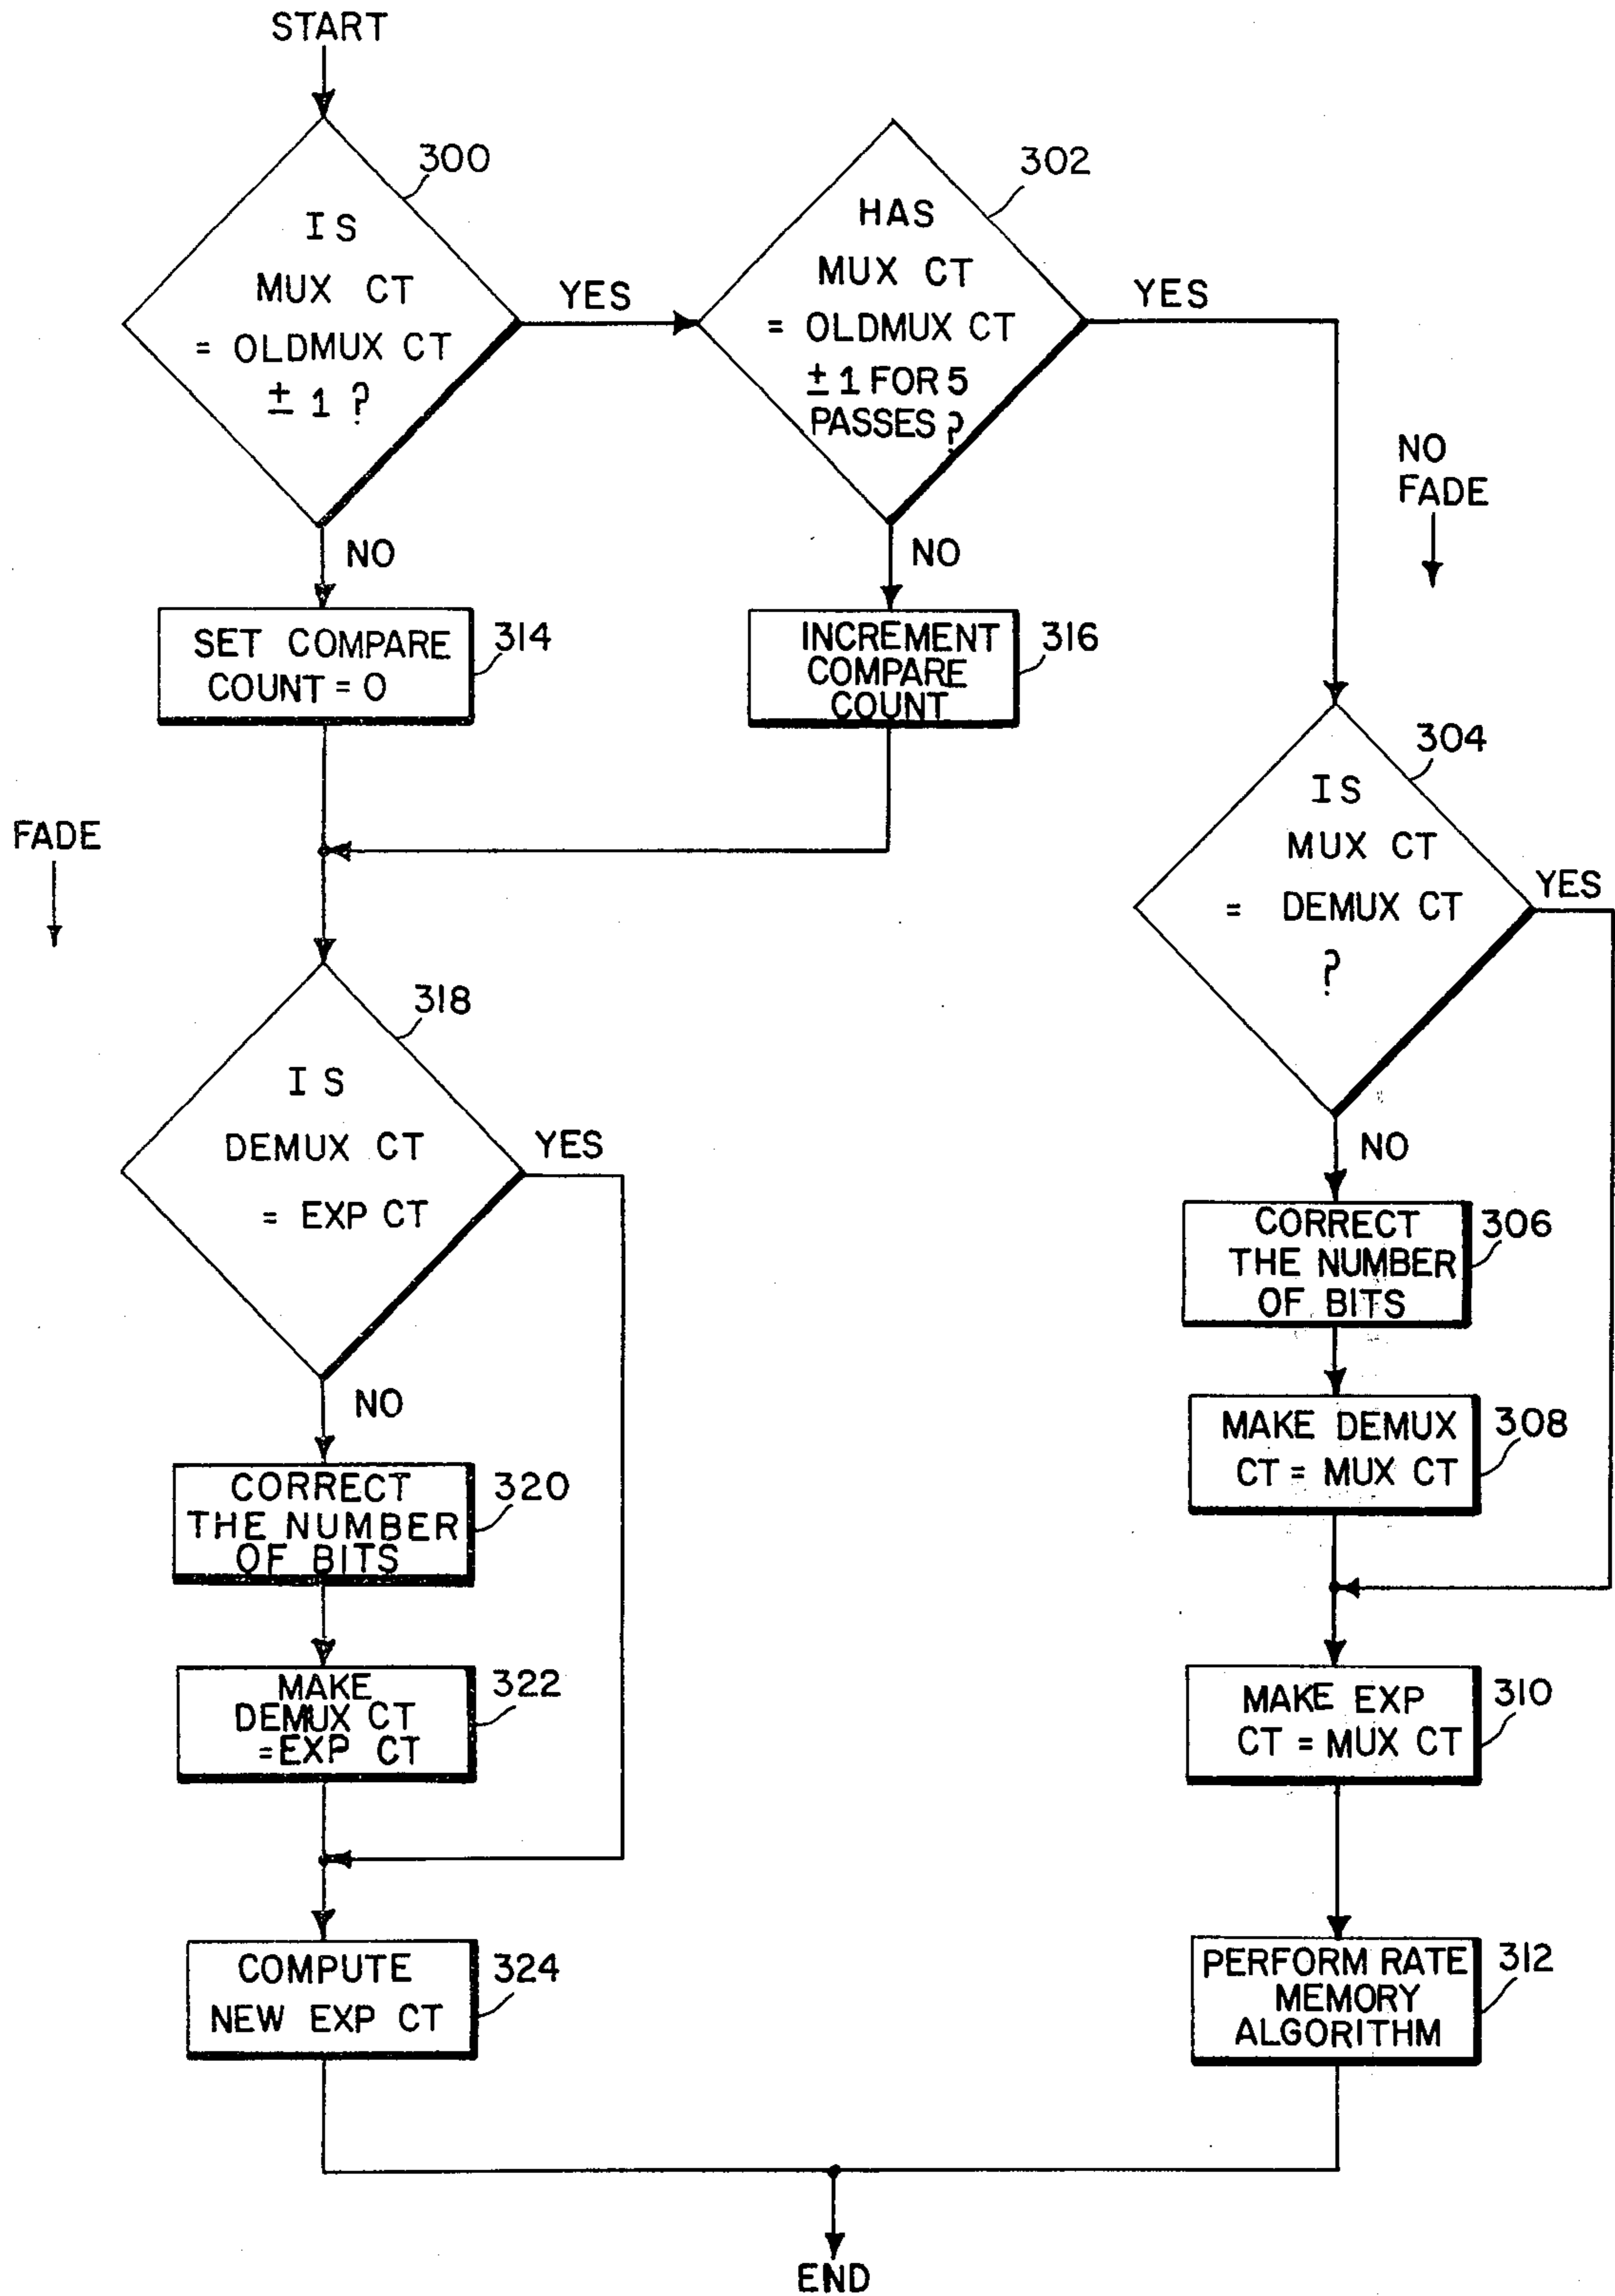 START
300
IS
MUX CT
= OLDMUX CT
± 1 ?
YES
NO
302
HAS
MUX CT
= OLDMUX CT
± 1 FOR 5
PASSES ?
YES
NO
NO
FADE
SET COMPARE
COUNT = 0
314
INCREMENT
COMPARE
COUNT
316
FADE
304
IS
MUX CT
= DEMUX CT
?
YES
NO
318
IS
DEMUX CT
= EXP CT
YES
NO
CORRECT
THE NUMBER
OF BITS
306
MAKE DEMUX
CT = MUX CT
308
CORRECT
THE NUMBER
OF BITS
320
MAKE
DEMUX CT
= EXP CT
322
MAKE EXP
CT = MUX CT
310
COMPUTE
NEW EXP CT
324
PERFORM RATE
MEMORY
ALGORITHM
312
END